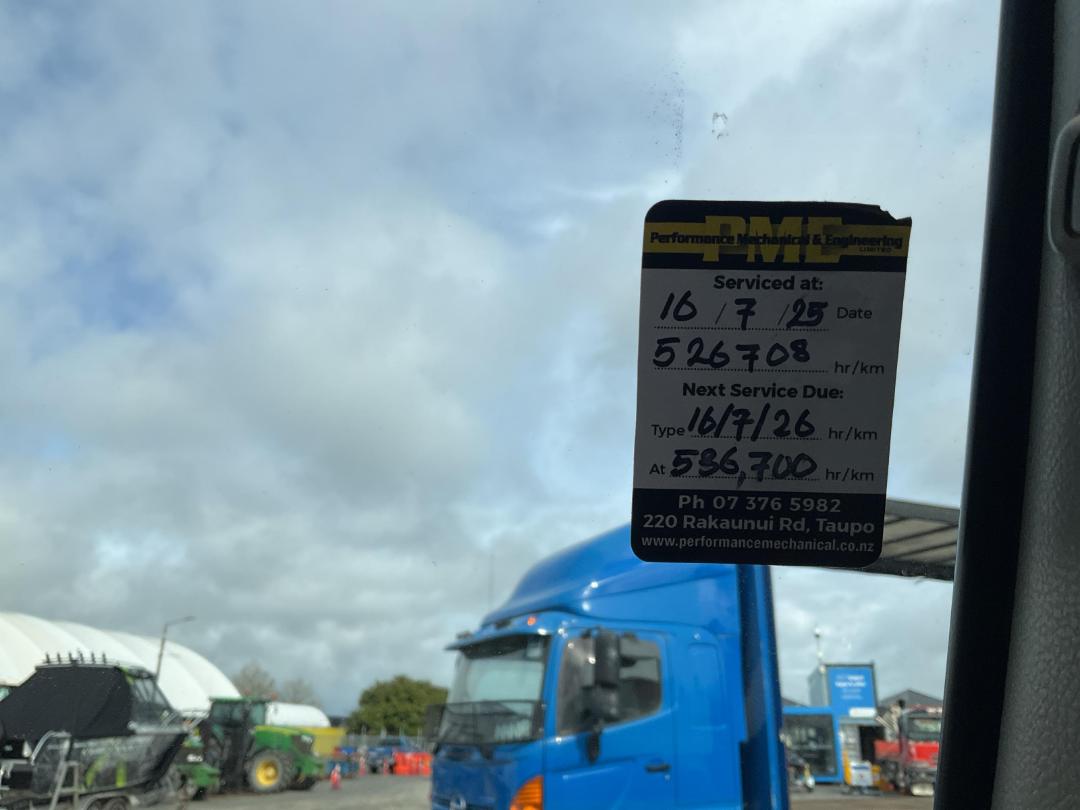 PME
Performance Mechanical & Engineering
LIMITED
Serviced at:
16 / 7 / 25 Date
526708 hr/km
Next Service Due:
Type 16/7/26 hr/km
At 536,700 hr/km
Ph 07 376 5982
220 Rakaunui Rd, Taupo
www.performancemechanical.co.nz